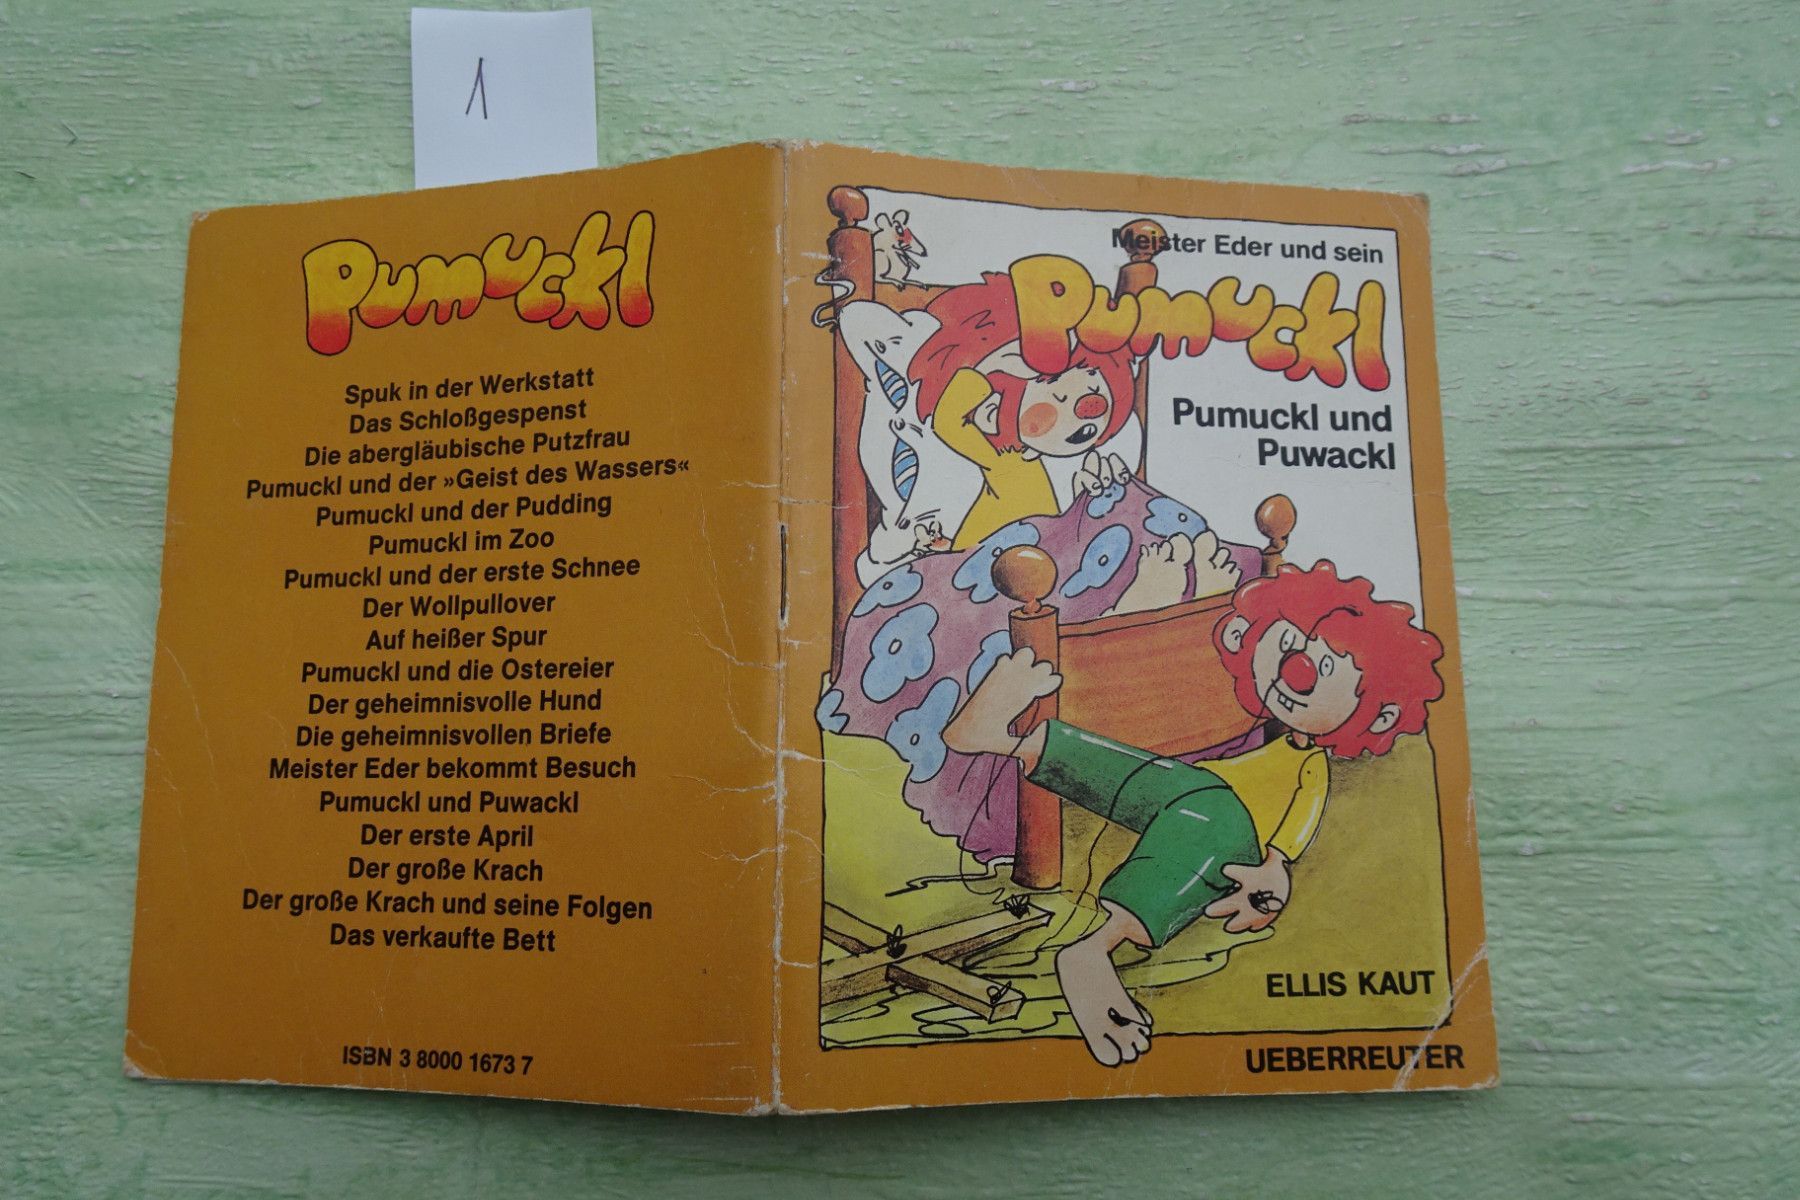 1
Pumuckl
Spuk in der Werkstatt
Das Schloßgespenst
Die abergläubische Putzfrau
Pumuckl und der »Geist des Wassers«
Pumuckl und der Pudding
Pumuckl im Zoo
Pumuckl und der erste Schnee
Der Wollpullover
Auf heißer Spur
Pumuckl und die Ostereier
Der geheimnisvolle Hund
Die geheimnisvollen Briefe
Meister Eder bekommt Besuch
Pumuckl und Puwackl
Der erste April
Der große Krach
Der große Krach und seine Folgen
Das verkaufte Bett
ISBN 3 8000 1673 7
Meister Eder und sein
Pumuckl
Pumuckl und
Puwackl
ELLIS KAUT
UEBERREUTER